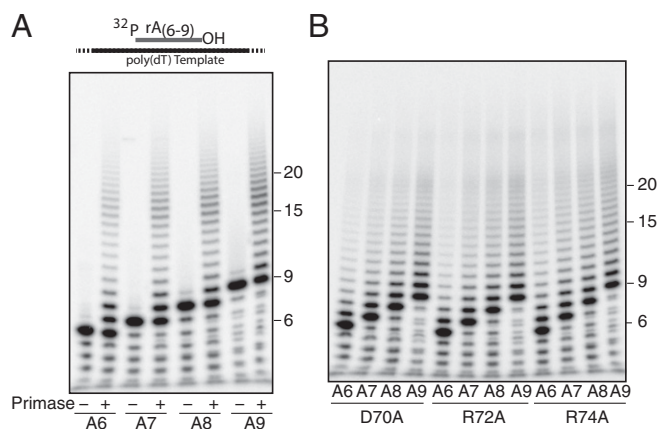 A
32P rA(6-9) OH
poly(dT) Template
20
15
9
6
Primase – + – + – + – +
A6 A7 A8 A9
B
20
15
9
6
A6 A7 A8 A9 A6 A7 A8 A9 A6 A7 A8 A9
D70A R72A R74A